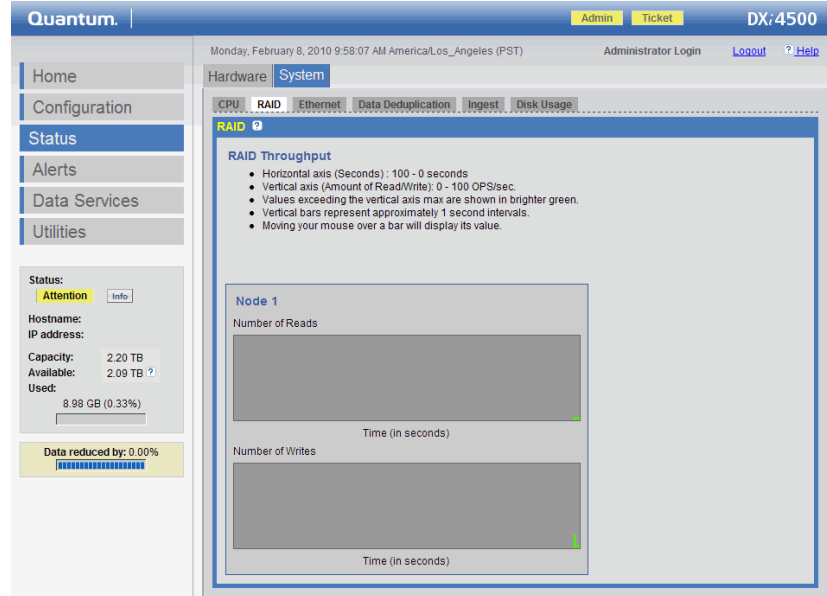 Quantum.
Admin Ticket
DXi4500
Monday, February 8, 2010 9:58:07 AM America/Los_Angeles (PST)
Administrator Login
Logout
? Help
Home
Configuration
Status
Alerts
Data Services
Utilities
Status:
Attention Info
Hostname:
IP address:
Capacity: 2.20 TB
Available: 2.09 TB ?
Used:
8.98 GB (0.33%)
Data reduced by: 0.00%
Hardware System
CPU RAID Ethernet Data Deduplication Ingest Disk Usage
RAID ?
RAID Throughput
• Horizontal axis (Seconds) : 100 - 0 seconds
• Vertical axis (Amount of Read/Write): 0 - 100 OPS/sec.
• Values exceeding the vertical axis max are shown in brighter green.
• Vertical bars represent approximately 1 second intervals.
• Moving your mouse over a bar will display its value.
Node 1
Number of Reads
Time (in seconds)
Number of Writes
Time (in seconds)